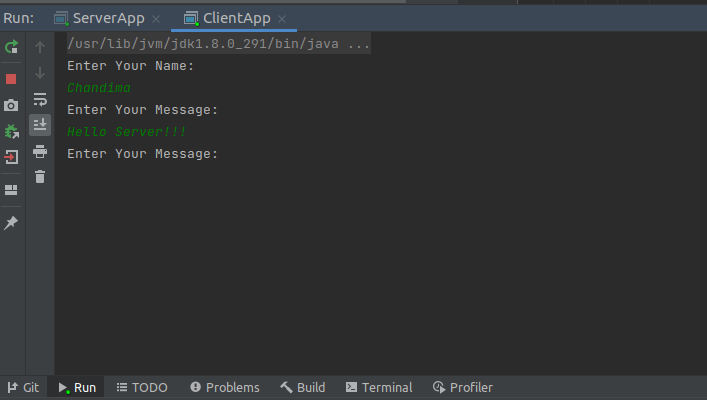 Run: ServerApp ClientApp
/usr/lib/jvm/jdk1.8.0_291/bin/java ...
Enter Your Name:
Chandima
Enter Your Message:
Hello Server!!!
Enter Your Message:
Git Run TODO Problems Build Terminal Profiler